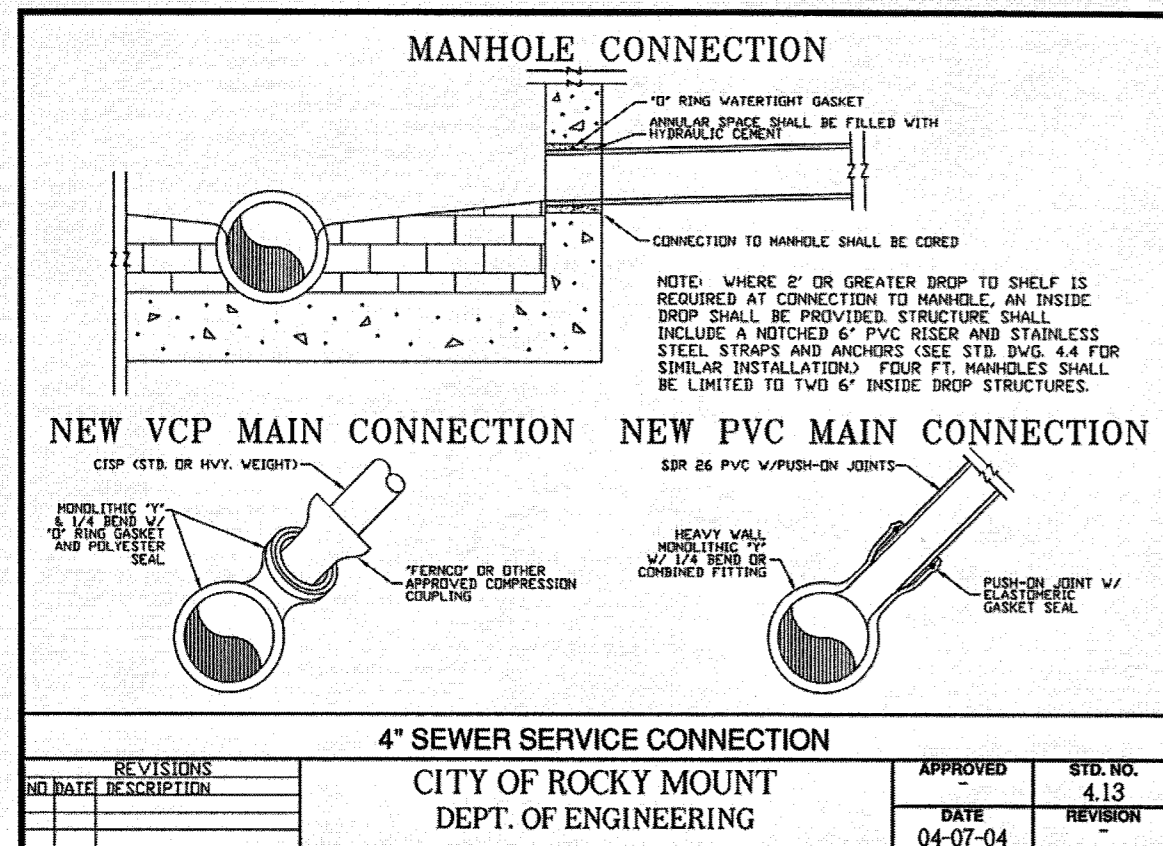 MANHOLE CONNECTION
"O" RING WATERTIGHT GASKET
ANNULAR SPACE SHALL BE FILLED WITH
HYDRAULIC CEMENT
CONNECTION TO MANHOLE SHALL BE CORED
NOTE: WHERE 2' OR GREATER DROP TO SHELF IS
REQUIRED AT CONNECTION TO MANHOLE, AN INSIDE
DROP SHALL BE PROVIDED. STRUCTURE SHALL
INCLUDE A NOTCHED 6" PVC RISER AND STAINLESS
STEEL STRAPS AND ANCHORS (SEE STD. DWG. 4.4 FOR
SIMILAR INSTALLATION.) FOUR FT. MANHOLES SHALL
BE LIMITED TO TWO 6" INSIDE DROP STRUCTURES.
NEW VCP MAIN CONNECTION
CISP (STD. OR HVY. WEIGHT)
MONOLITHIC "Y"
& 1/4 BEND W/
"O" RING GASKET
AND POLYESTER
SEAL
"FERNCO" OR OTHER
APPROVED COMPRESSION
COUPLING
NEW PVC MAIN CONNECTION
SDR 26 PVC W/PUSH-ON JOINTS
HEAVY WALL
MONOLITHIC "Y"
W/ 1/4 BEND OR
COMBINED FITTING
PUSH-ON JOINT W/
ELASTOMERIC
GASKET SEAL
4" SEWER SERVICE CONNECTION
REVISIONS
NO DATE DESCRIPTION
CITY OF ROCKY MOUNT
DEPT. OF ENGINEERING
APPROVED
-
STD. NO.
4.13
DATE
04-07-04
REVISION
-